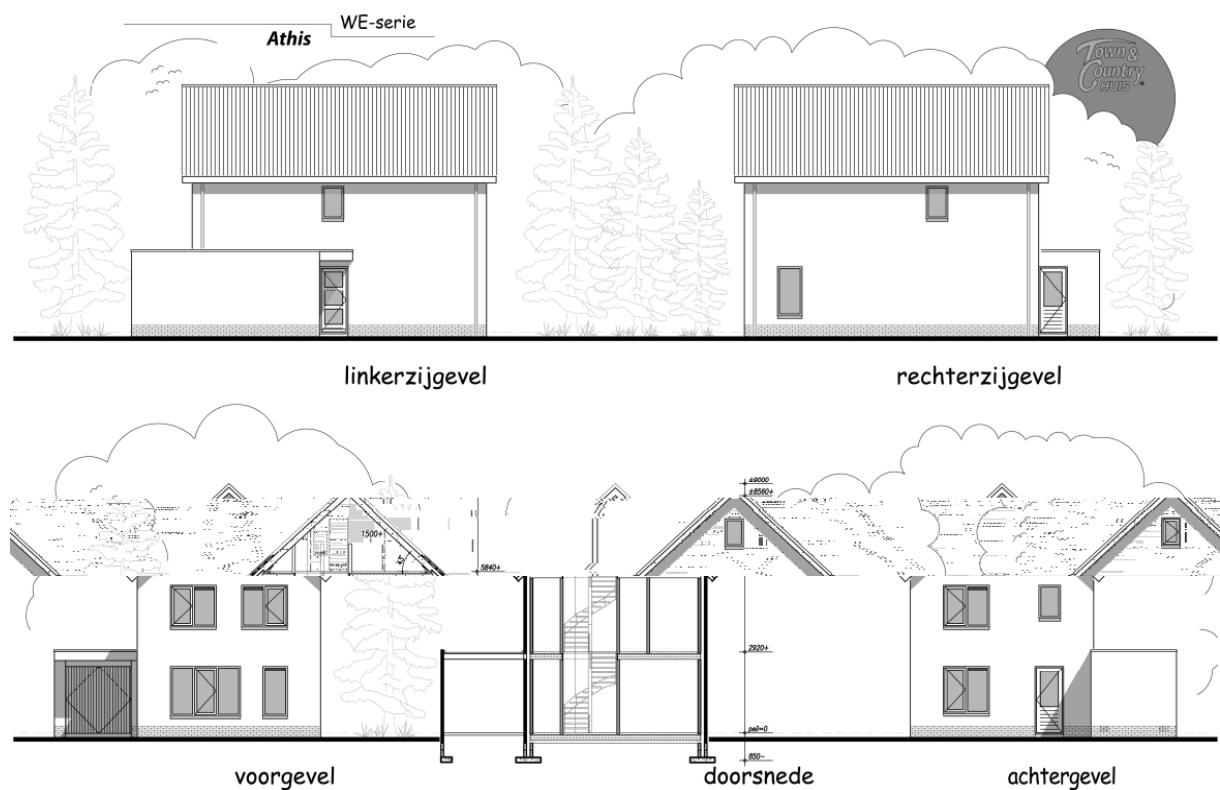 WE-serie
Athis
Town &
Country
HUIS
linkerzijgevel
rechterzijgevel
±9000
±8560+
1500+
5840+
2920+
peil=0
850-
voorgevel
doorsnede
achtergevel